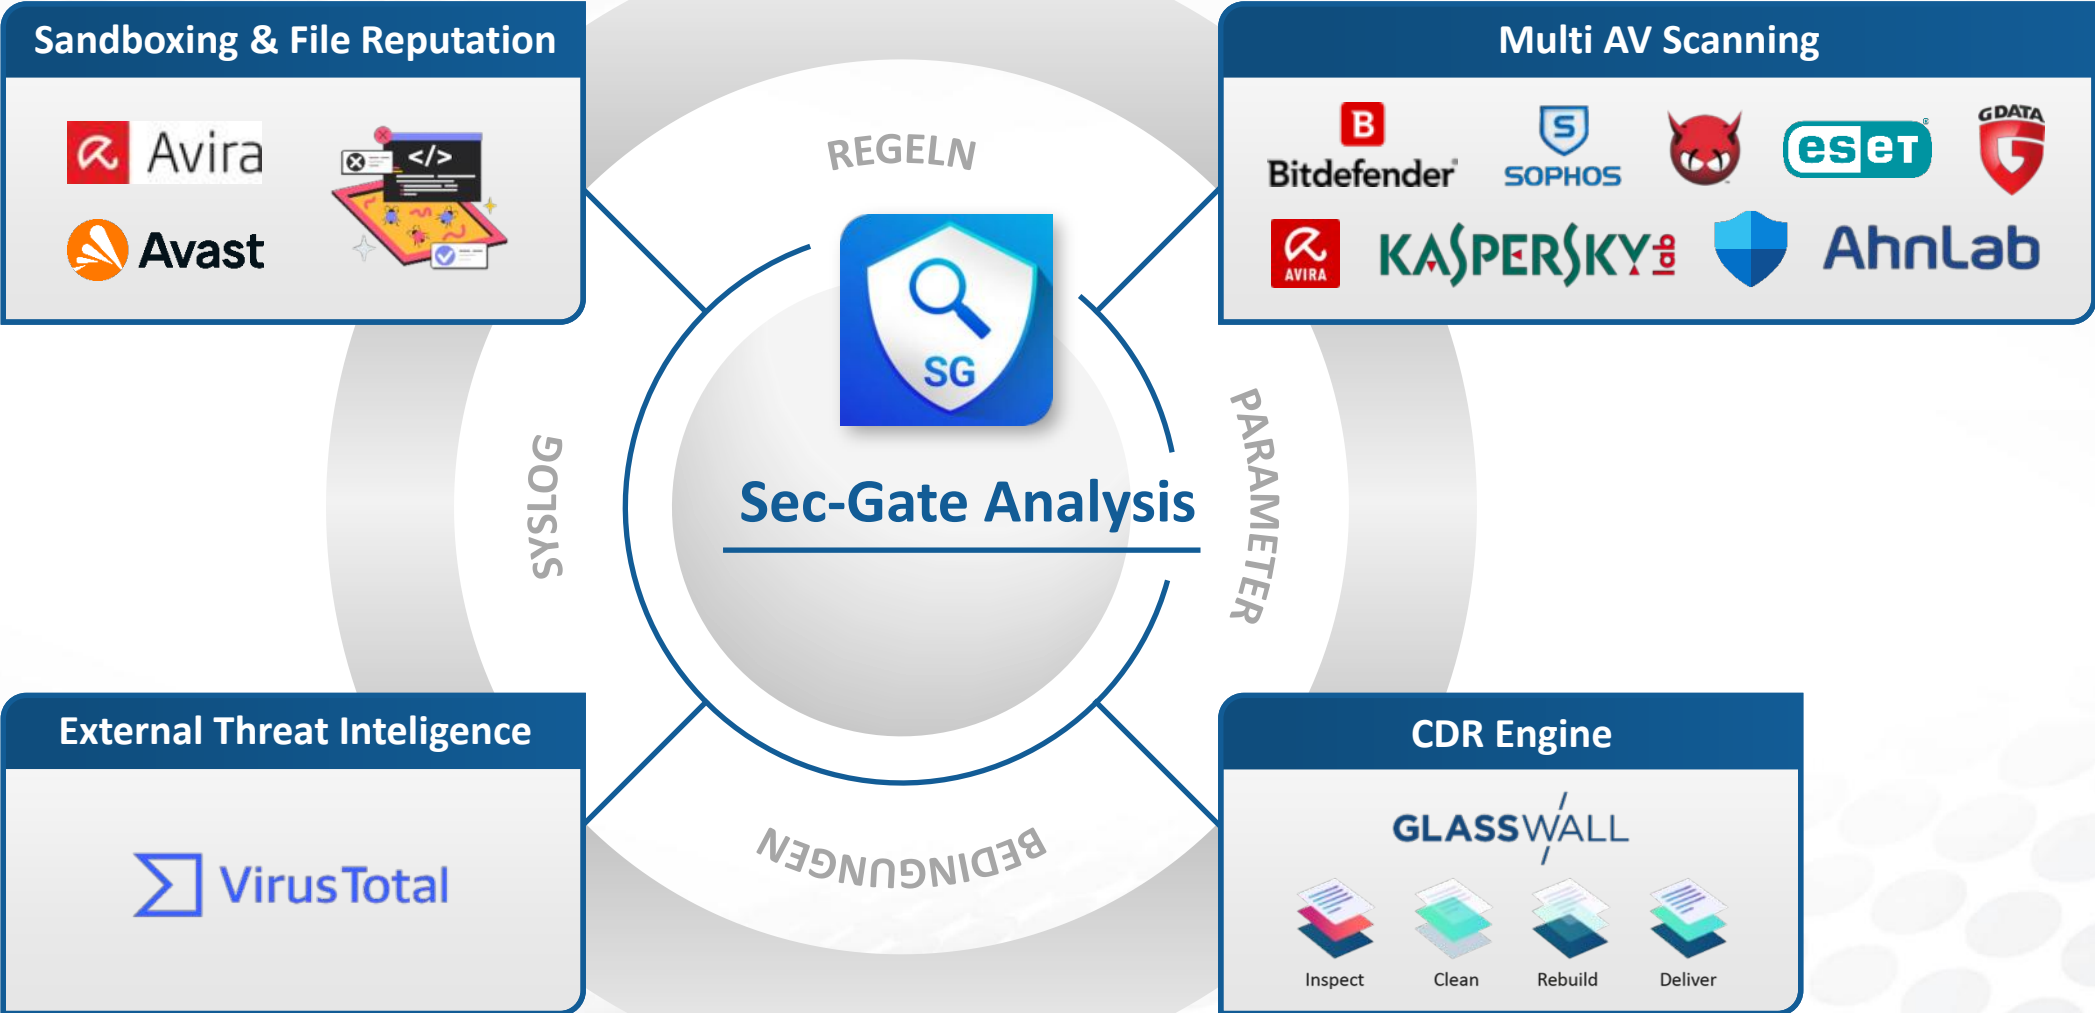 Sandboxing & File Reputation
Avira
</>
Avast
Multi AV Scanning
B
Bitdefender
S
SOPHOS
eseT
GDATA
G
AVIRA
KASPERSKY lab
AhnLab
REGELN
SG
Sec-Gate Analysis
SYSLOG
PARAMETER
BEDINGUNGEN
External Threat Inteligence
VirusTotal
CDR Engine
GLASSWALL
Inspect
Clean
Rebuild
Deliver